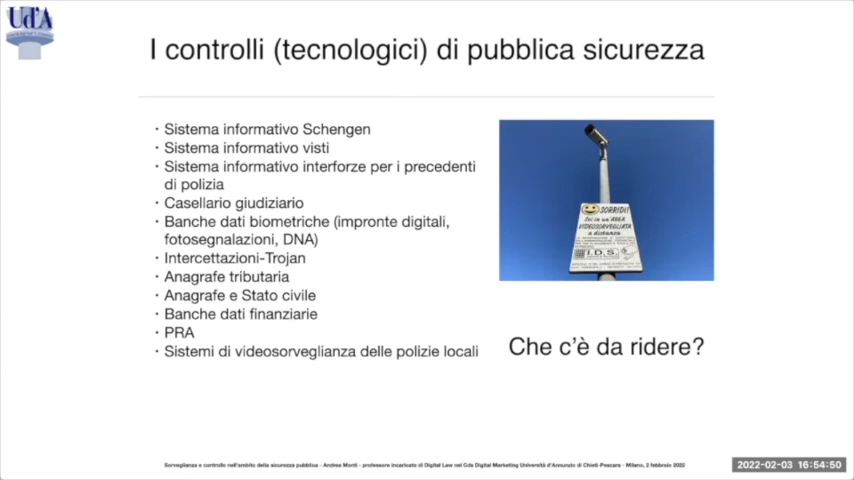 Ud'A
I controlli (tecnologici) di pubblica sicurezza
· Sistema informativo Schengen
· Sistema informativo visti
· Sistema informativo interforze per i precedenti
di polizia
· Casellario giudiziario
· Banche dati biometriche (impronte digitali,
fotosegnalazioni, DNA)
· Intercettazioni-Trojan
· Anagrafe tributaria
· Anagrafe e Stato civile
· Banche dati finanziarie
· PRA
· Sistemi di videosorveglianza delle polizie locali
SORRIDI!
Sei in un'AREA
VIDEOSORVEGLIATA
a distanza
I.D.S.
Che c'è da ridere?
Sorveglianza e controllo nell'ambito della sicurezza pubblica - Andrea Monti - professore incaricato di Digital Law nel Cds Digital Marketing Università d'Annunzio di Chieti-Pescara - Milano, 2 febbraio 2022
2022-02-03 16:54:50